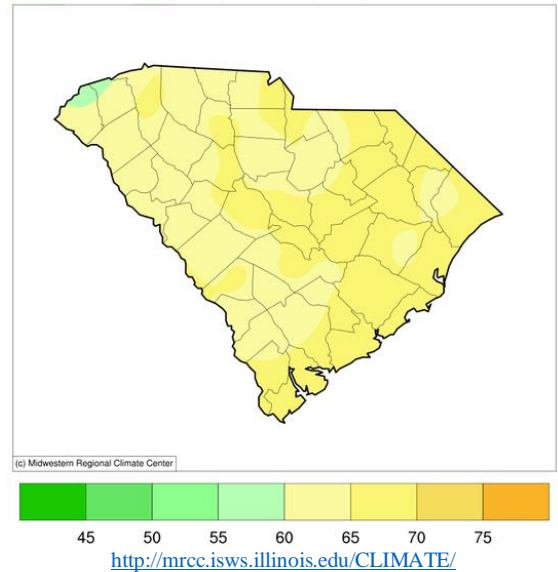 (c) Midwestern Regional Climate Center
45 50 55 60 65 70 75
http://mrcc.isws.illinois.edu/CLIMATE/